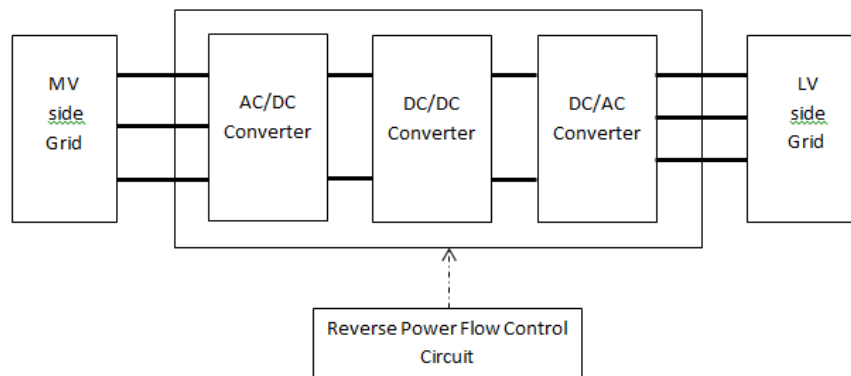 MV
side
Grid
AC/DC
Converter
DC/DC
Converter
DC/AC
Converter
LV
side
Grid
Reverse Power Flow Control
Circuit